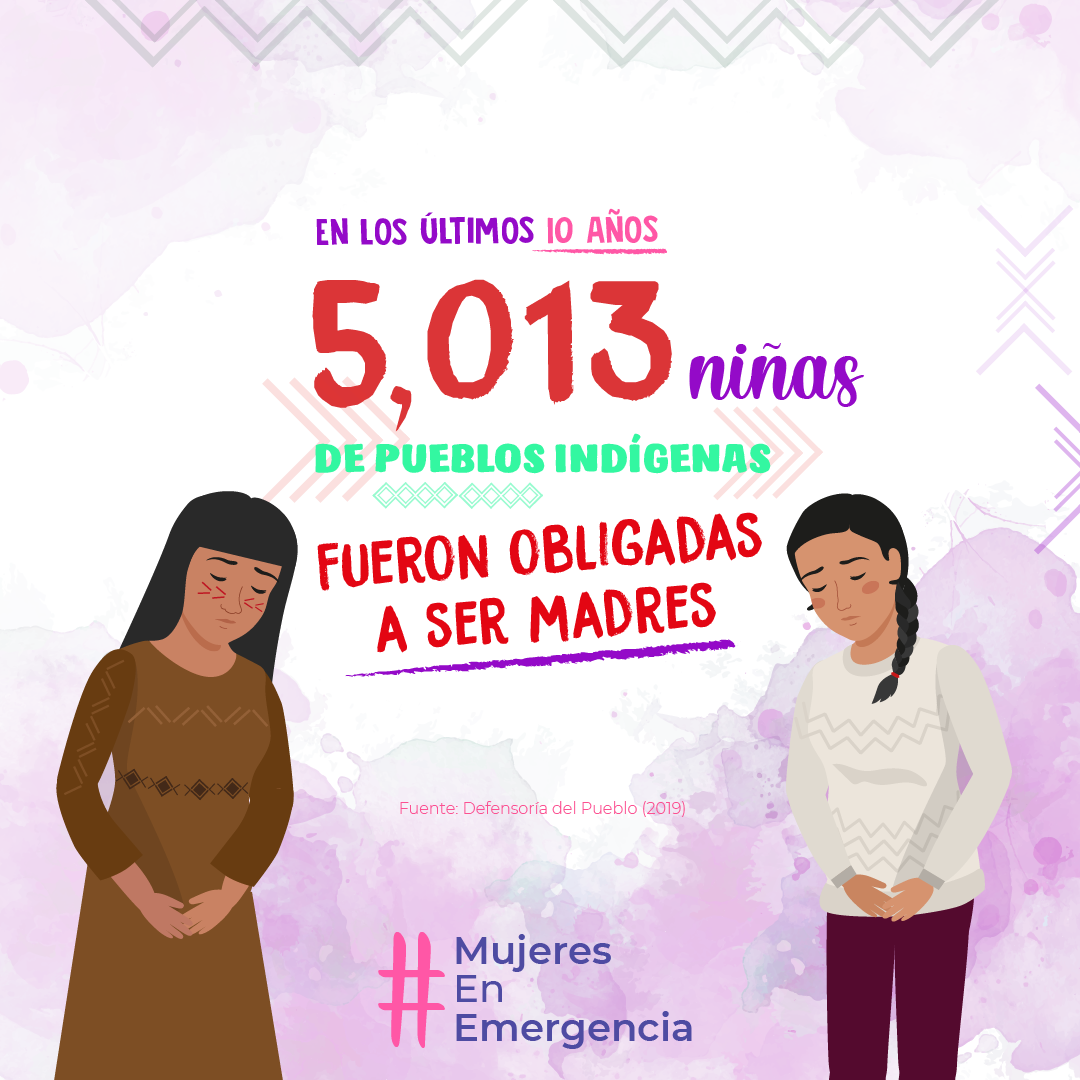 EN LOS ÚLTIMOS 10 AÑOS
5,013 niñas
DE PUEBLOS INDÍGENAS
FUERON OBLIGADAS
A SER MADRES
Fuente: Defensoría del Pueblo (2019)
# Mujeres
En
Emergencia